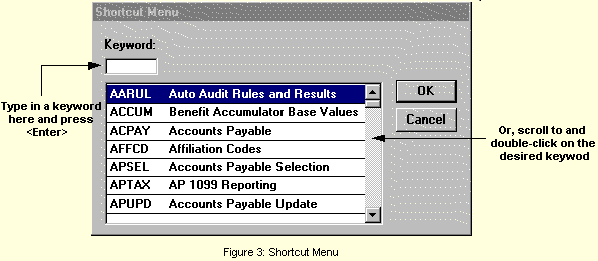 Shortcut Menu
Keyword:
Type in a keyword
here and press
<Enter>
AARUL Auto Audit Rules and Results
ACCUM Benefit Accumulator Base Values
ACPAY Accounts Payable
AFFCD Affiliation Codes
APSEL Accounts Payable Selection
APTAX AP 1099 Reporting
APUPD Accounts Payable Update
OK
Cancel
Or, scroll to and
double-click on the
desired keywod
Figure 3: Shortcut Menu